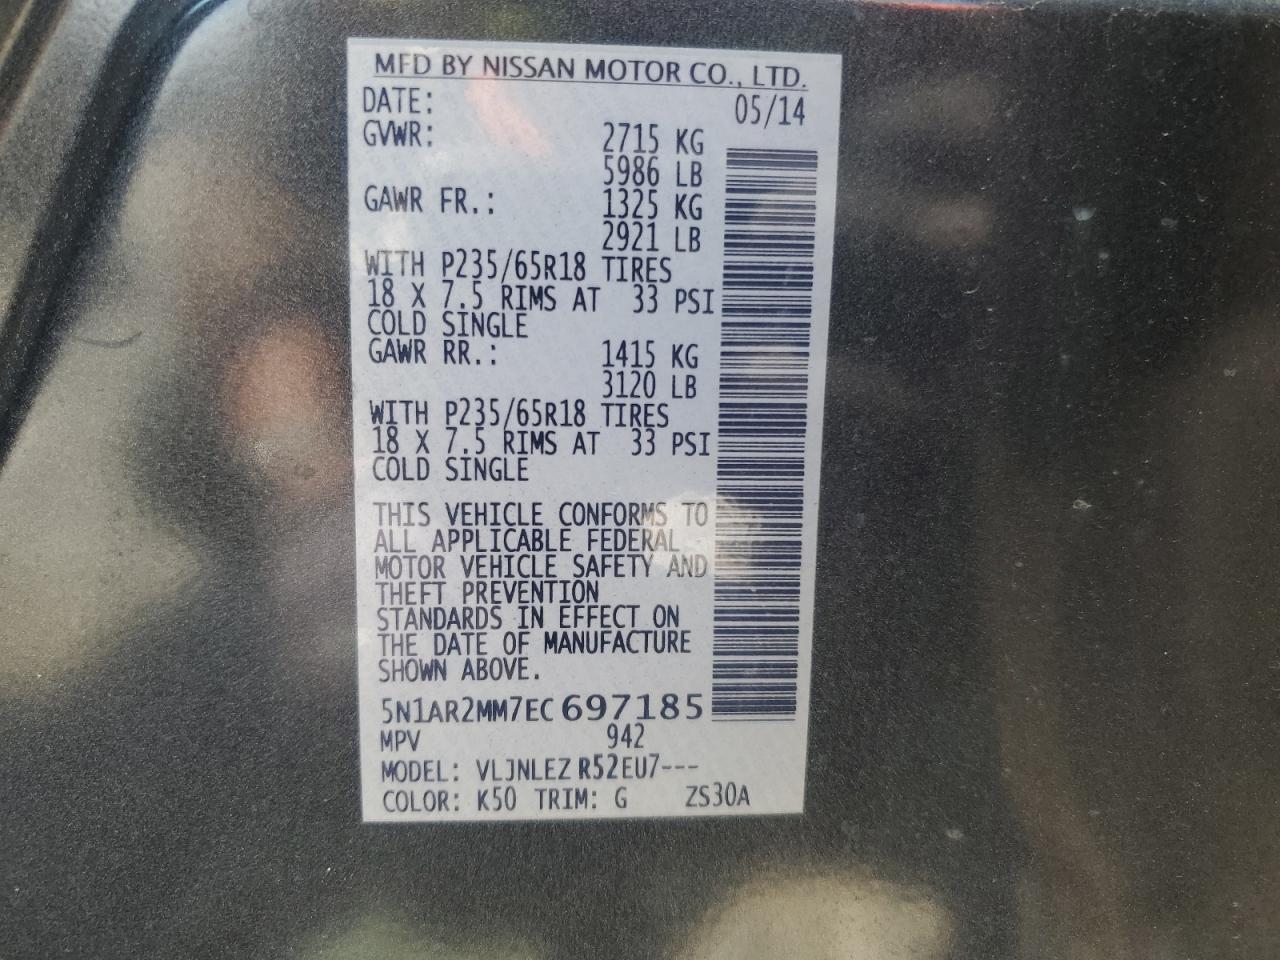 MFD BY NISSAN MOTOR CO., LTD.
DATE: 05/14
GVWR: 2715 KG
5986 LB
GAWR FR.: 1325 KG
2921 LB
WITH P235/65R18 TIRES
18 X 7.5 RIMS AT 33 PSI
COLD SINGLE
GAWR RR.: 1415 KG
3120 LB
WITH P235/65R18 TIRES
18 X 7.5 RIMS AT 33 PSI
COLD SINGLE
THIS VEHICLE CONFORMS TO
ALL APPLICABLE FEDERAL
MOTOR VEHICLE SAFETY AND
THEFT PREVENTION
STANDARDS IN EFFECT ON
THE DATE OF MANUFACTURE
SHOWN ABOVE.
5N1AR2MM7EC697185
MPV 942
MODEL: VLJNLEZ R52EU7---
COLOR: K50 TRIM: G ZS30A